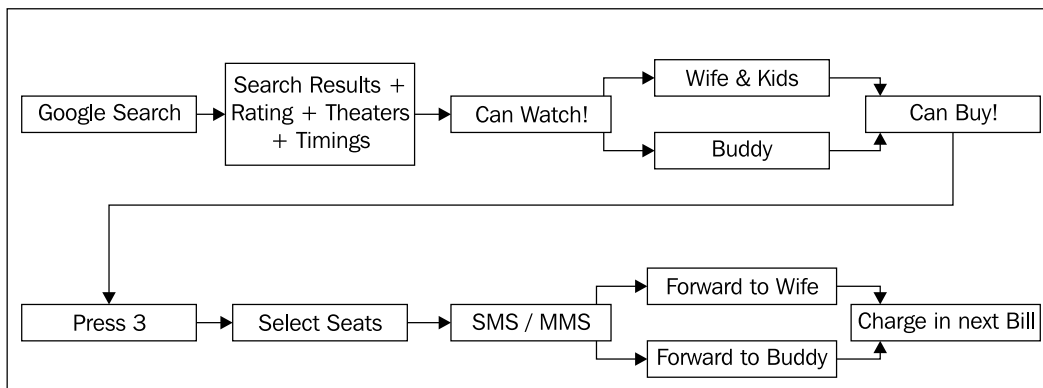 Google Search
Search Results +
Rating + Theaters
+ Timings
Can Watch!
Wife & Kids
Buddy
Can Buy!
Press 3
Select Seats
SMS / MMS
Forward to Wife
Forward to Buddy
Charge in next Bill